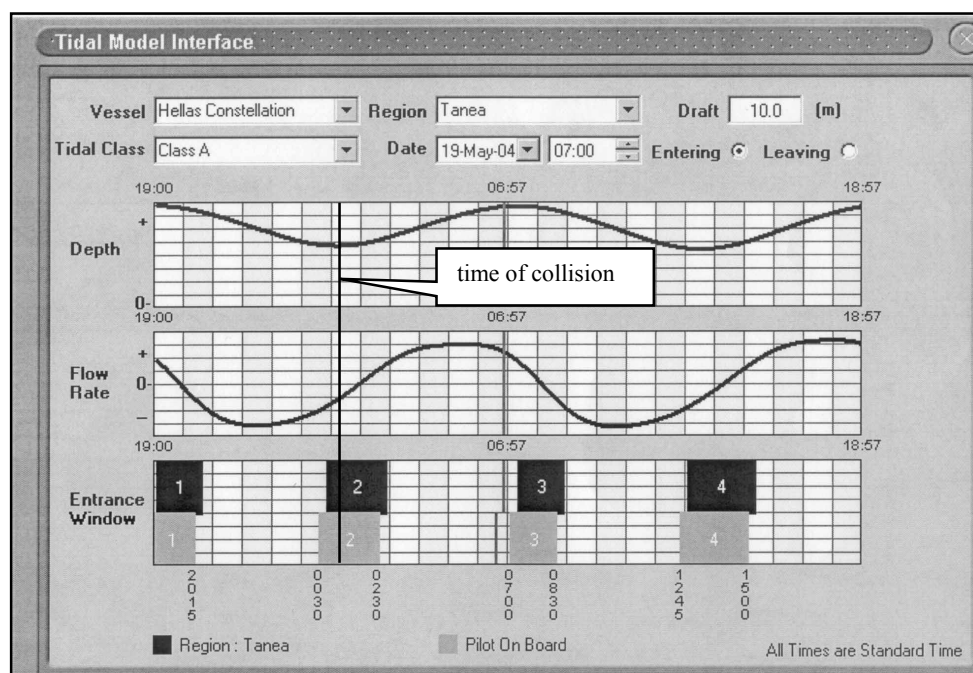 Tidal Model Interface
Vessel Hellas Constellation Region Tanea Draft 10.0 (m)
Tidal Class Class A Date 19-May-04 07:00 Entering Leaving
19:00 06:57 18:57
+
Depth
0-
time of collision
19:00 06:57 18:57
+
Flow
Rate
0-
–
19:00 06:57 18:57
Entrance
Window
1 2 3 4
1 2 3 4
2015 0030 0230 0700 0830 1245 1500
Region : Tanea Pilot On Board All Times are Standard Time